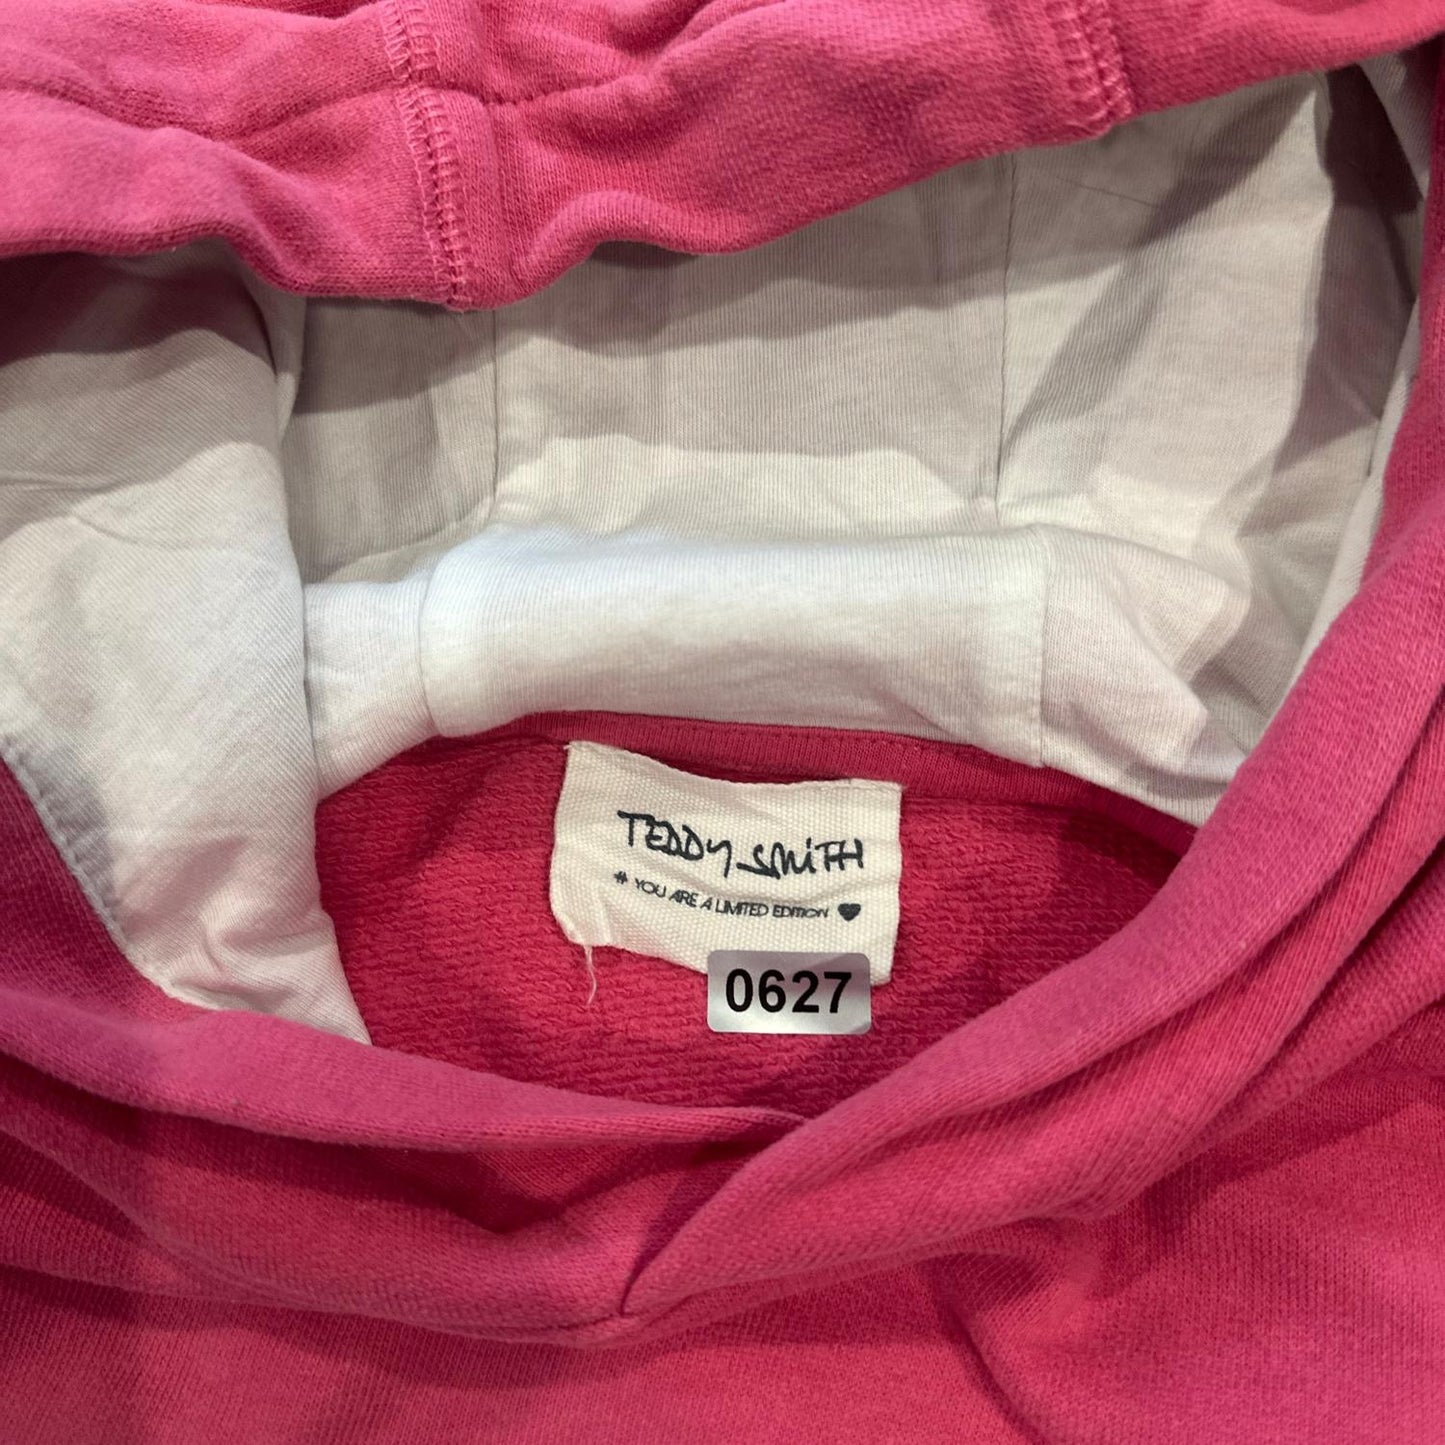 TEDDY SMITH
# YOU ARE A LIMITED EDITION ♥
0627